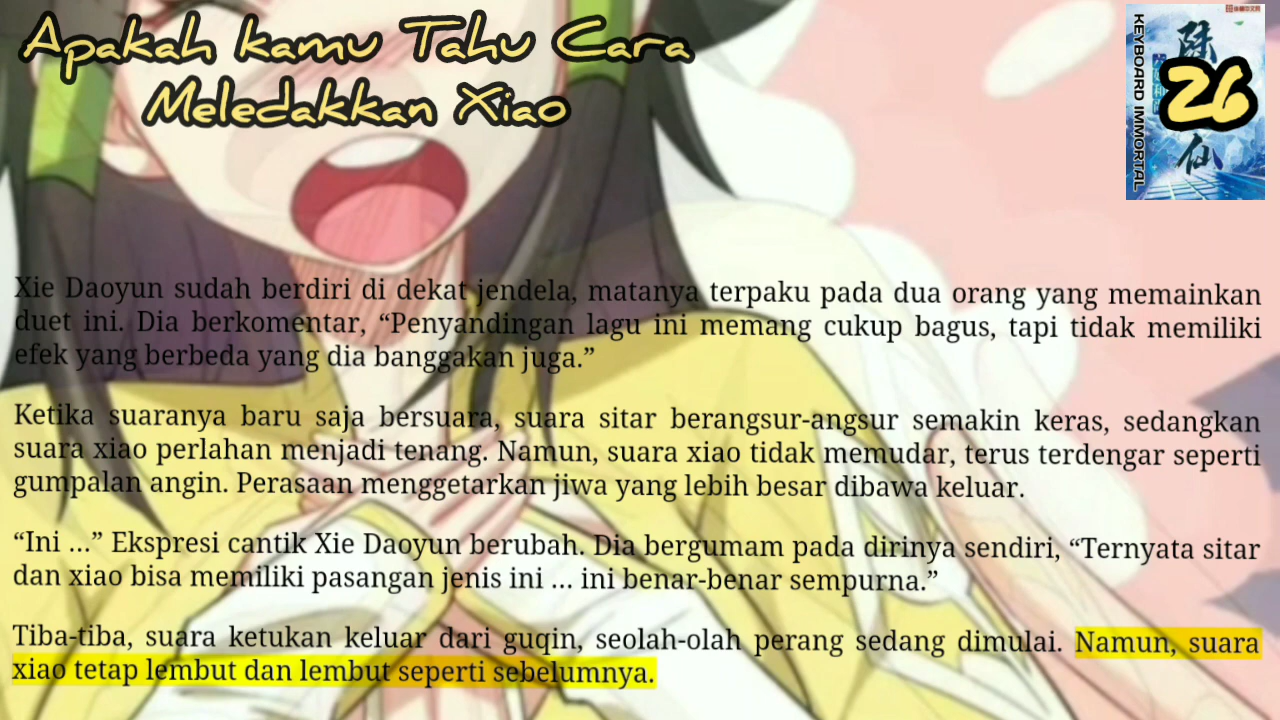 Apakah kamu Tahu Cara
Meledakkan Xiao
KEYBOARD IMMORTAL
26
仙
Xie Daoyun sudah berdiri di dekat jendela, matanya terpaku pada dua orang yang memainkan
duet ini. Dia berkomentar, “Penyandingan lagu ini memang cukup bagus, tapi tidak memiliki
efek yang berbeda yang dia banggakan juga.”
Ketika suaranya baru saja bersuara, suara sitar berangsur-angsur semakin keras, sedangkan
suara xiao perlahan menjadi tenang. Namun, suara xiao tidak memudar, terus terdengar seperti
gumpalan angin. Perasaan menggetarkan jiwa yang lebih besar dibawa keluar.
“Ini ...” Ekspresi cantik Xie Daoyun berubah. Dia bergumam pada dirinya sendiri, “Ternyata sitar
dan xiao bisa memiliki pasangan jenis ini ... ini benar-benar sempurna.”
Tiba-tiba, suara ketukan keluar dari guqin, seolah-olah perang sedang dimulai. Namun, suara
xiao tetap lembut dan lembut seperti sebelumnya.